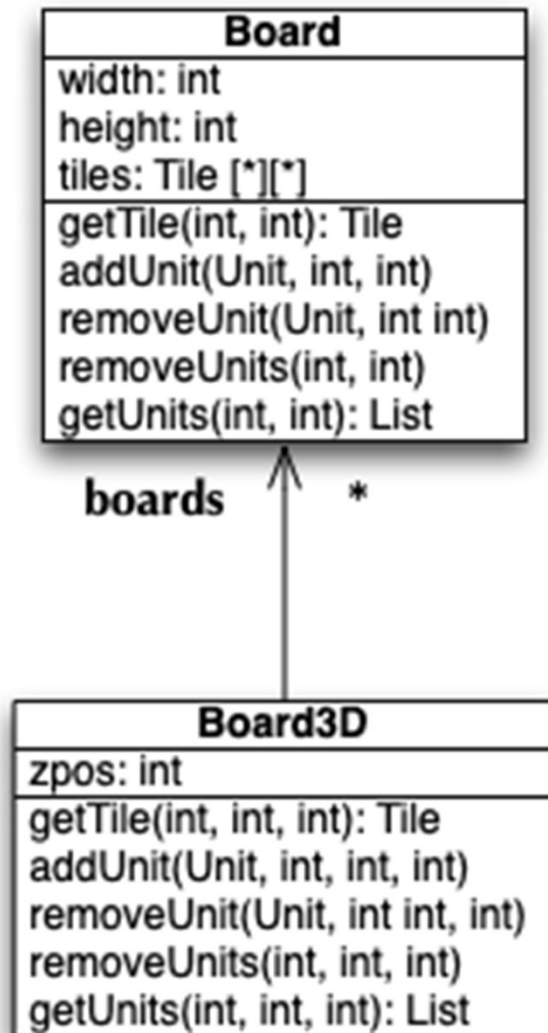 Board
width: int
height: int
tiles: Tile [*][*]
getTile(int, int): Tile
addUnit(Unit, int, int)
removeUnit(Unit, int int)
removeUnits(int, int)
getUnits(int, int): List
boards *
Board3D
zpos: int
getTile(int, int, int): Tile
addUnit(Unit, int, int, int)
removeUnit(Unit, int int, int)
removeUnits(int, int, int)
getUnits(int, int, int): List